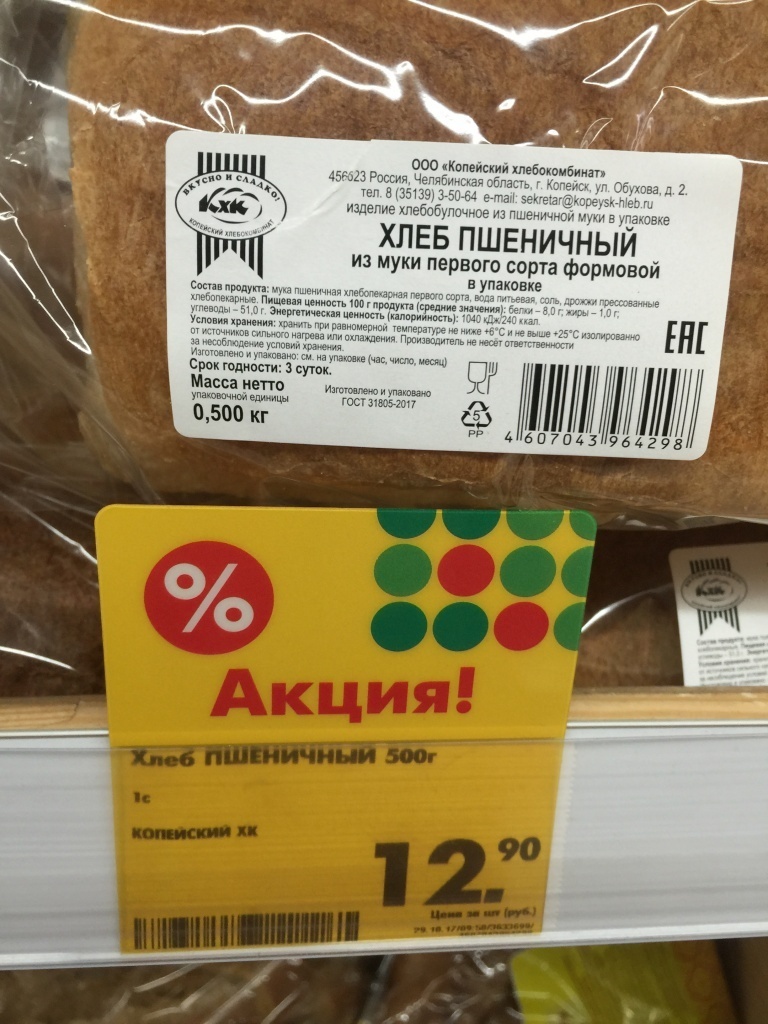 ООО «Копейский хлебокомбинат»
456623 Россия, Челябинская область, г. Копейск, ул. Обухова, д. 2.
тел. 8 (35139) 3-50-64 e-mail: sekretar@kopeysk-hleb.ru
изделие хлебобулочное из пшеничной муки в упаковке
ВКУСНО И СЛАДКО!
КХК
КОПЕЙСКИЙ ХЛЕБОКОМБИНАТ
ХЛЕБ ПШЕНИЧНЫЙ
из муки первого сорта формовой
в упаковке
Состав продукта: мука пшеничная хлебопекарная первого сорта, вода питьевая, соль, дрожжи прессованные
хлебопекарные. Пищевая ценность 100 г продукта (средние значения): белки – 8,0 г; жиры – 1,0 г;
углеводы – 51,0 г. Энергетическая ценность (калорийность): 1040 кДж/240 ккал.
Условия хранения: хранить при равномерной температуре не ниже +6°С и не выше +25°С изолированно
от источников сильного нагрева или охлаждения. Производитель не несёт ответственности
за несоблюдение условий хранения.
Изготовлено и упаковано: см. на упаковке (час, число, месяц)
Срок годности: 3 суток.
Масса нетто
упаковочной единицы
0,500 кг
Изготовлено и упаковано
ГОСТ 31805-2017
EAC
5
PP
4 607043 964298
%
Акция!
Хлеб ПШЕНИЧНЫЙ 500г
1с
КОПЕЙСКИЙ ХК
12.90
Цена за шт (руб.)
ВКУСНО И СЛАДКО!
КХК
Состав продукта: